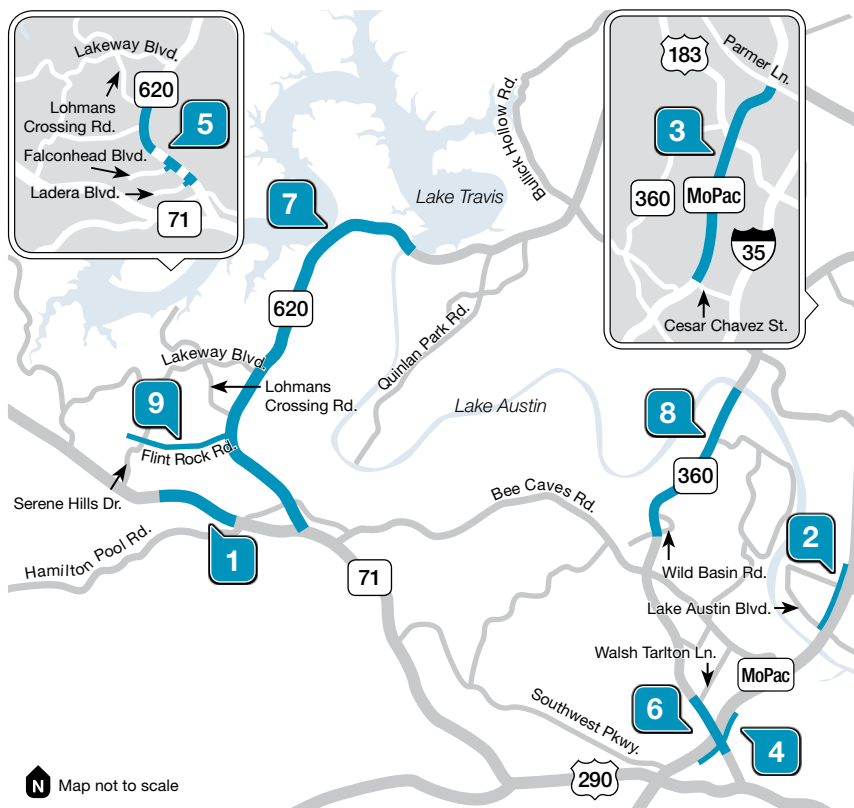 Lakeway Blvd.
620
Lohmans
Crossing Rd.
5
Falconhead Blvd.
Ladera Blvd.
71
183
Parmer Ln.
3
360
MoPac
35
Cesar Chavez St.
Bullick Hollow Rd.
Lake Travis
7
620
Quinlan Park Rd.
Lakeway Blvd.
Lohmans
Crossing Rd.
9
Flint Rock Rd.
Lake Austin
8
360
Serene Hills Dr.
Bee Caves Rd.
1
Hamilton Pool Rd.
71
2
Wild Basin Rd.
Lake Austin Blvd.
Walsh Tarlton Ln.
MoPac
6
Southwest Pkwy.
4
290
N
Map not to scale